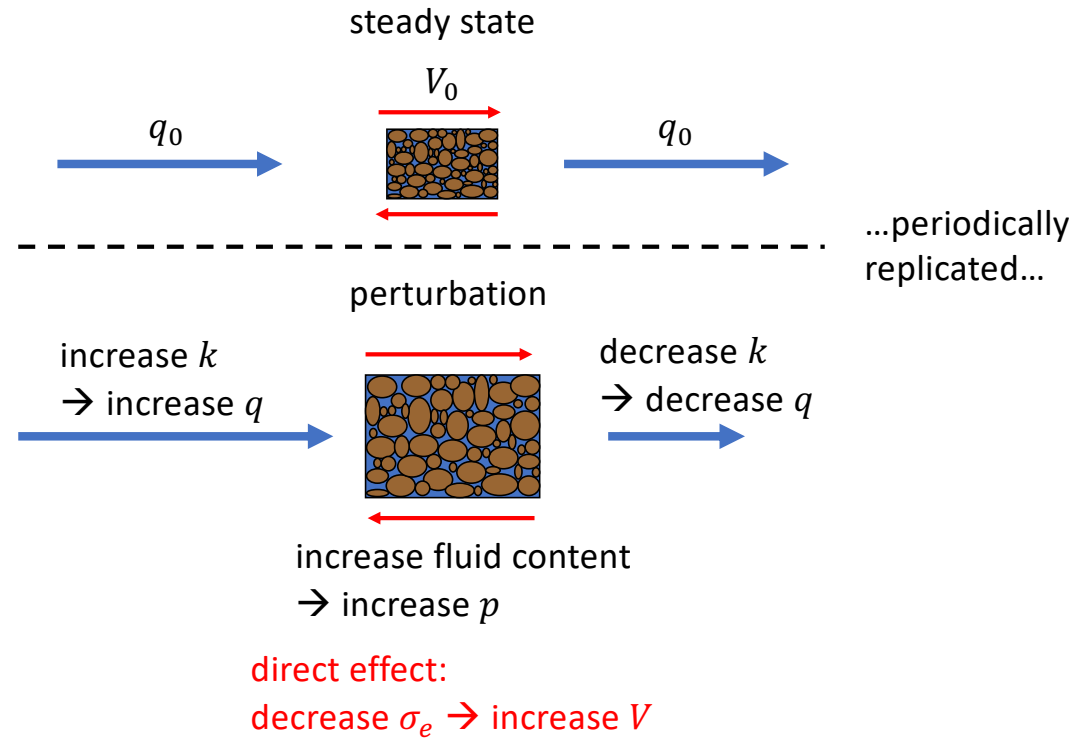 steady state
V₀
q₀
q₀
...periodically
replicated...
perturbation
increase k
→ increase q
decrease k
→ decrease q
increase fluid content
→ increase p
direct effect:
decrease σₑ → increase V